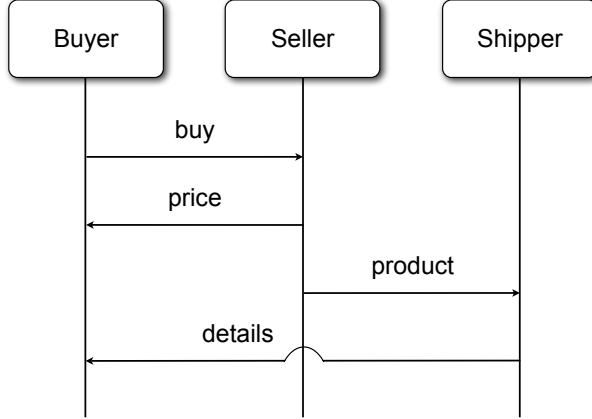 Buyer
Seller
Shipper
buy
price
product
details